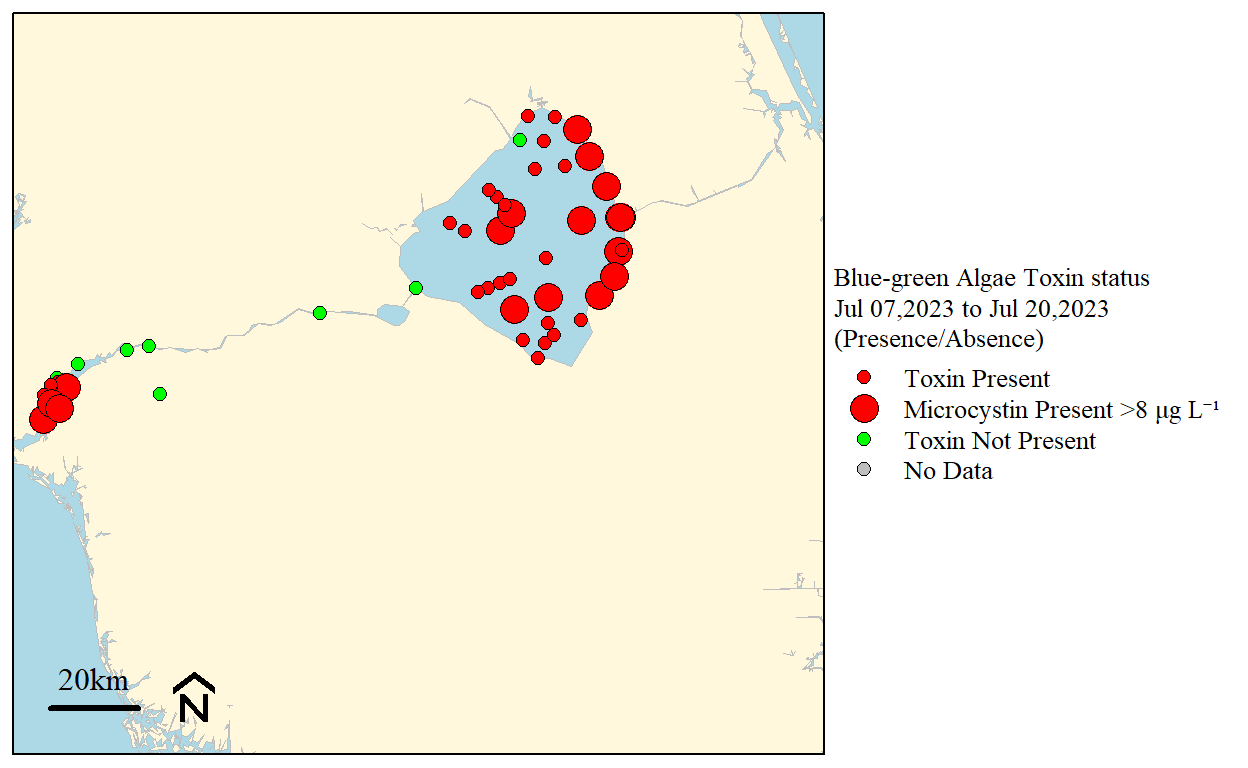 Blue-green Algae Toxin status
Jul 07,2023 to Jul 20,2023
(Presence/Absence)
Toxin Present
Microcystin Present >8 µg L⁻¹
Toxin Not Present
No Data
20km
N